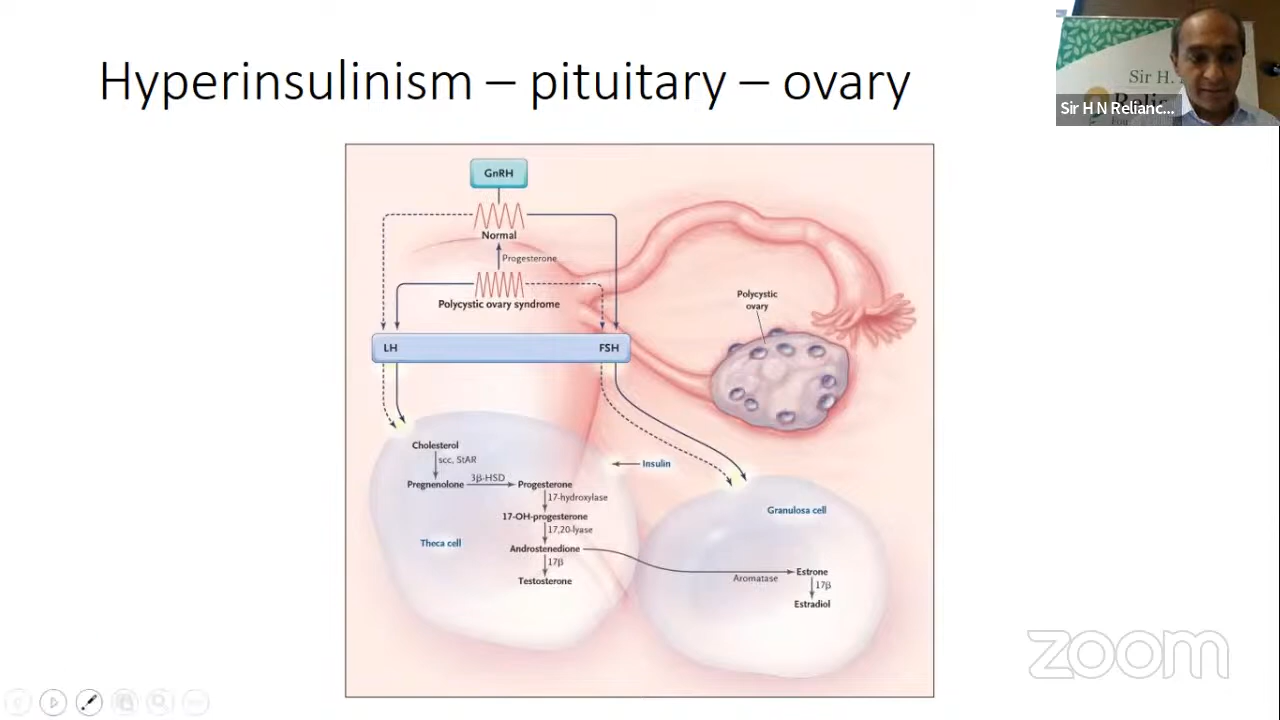 Hyperinsulinism – pituitary – ovary
Sir H.
Sir H N Relianc...
GnRH
Normal
Progesterone
Polycystic ovary syndrome
LH
FSH
Polycystic
ovary
Cholesterol
scc, StAR
Pregnenolone
3β-HSD
Progesterone
17-hydroxylase
17-OH-progesterone
17,20-lyase
Androstenedione
17β
Testosterone
Theca cell
Insulin
Granulosa cell
Aromatase
Estrone
17β
Estradiol
zoom